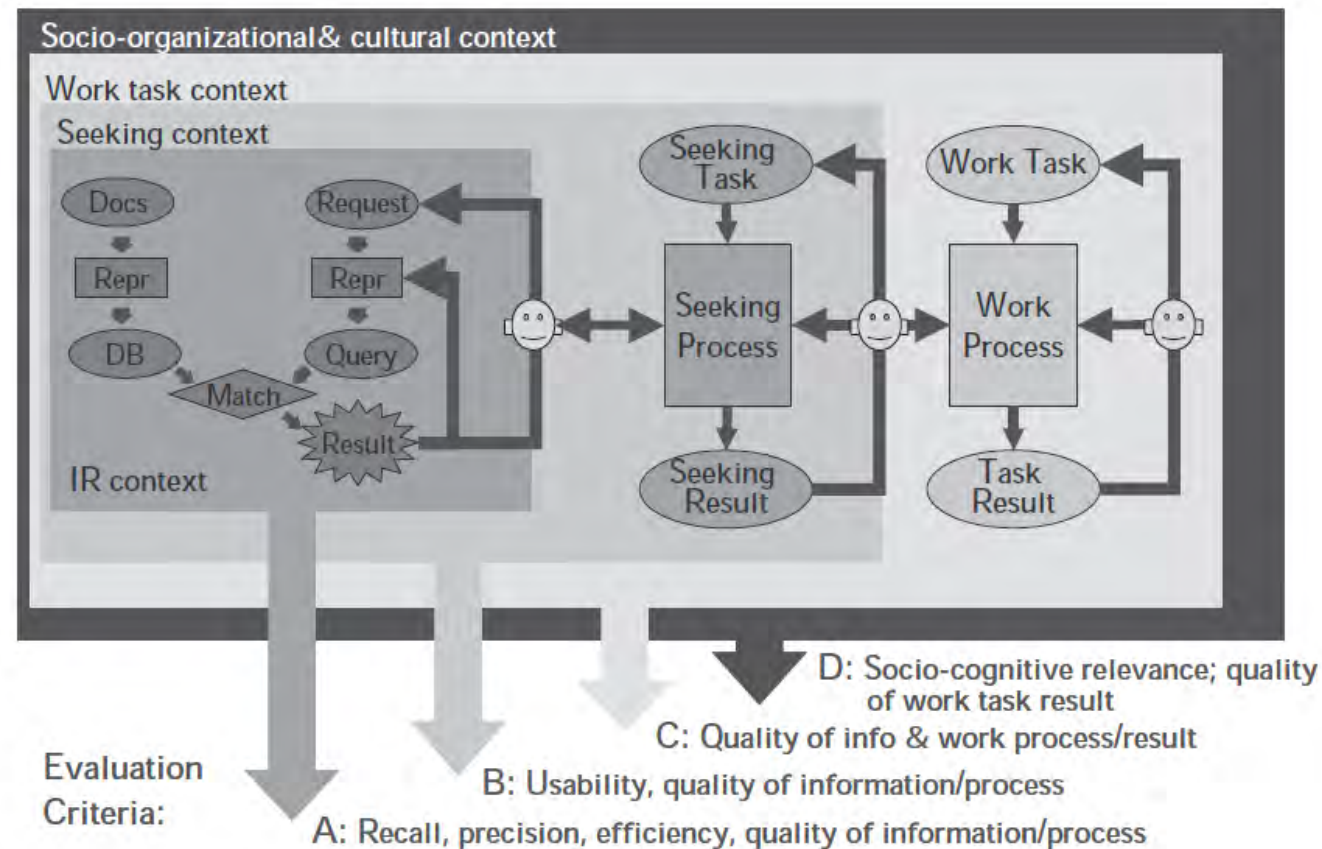 Socio-organizational& cultural context
Work task context
Seeking context
Docs
Repr
DB
Request
Repr
Query
Match
Result
IR context
Seeking
Task
Seeking
Process
Seeking
Result
Work Task
Work
Process
Task
Result
Evaluation
Criteria:
D: Socio-cognitive relevance; quality
of work task result
C: Quality of info & work process/result
B: Usability, quality of information/process
A: Recall, precision, efficiency, quality of information/process